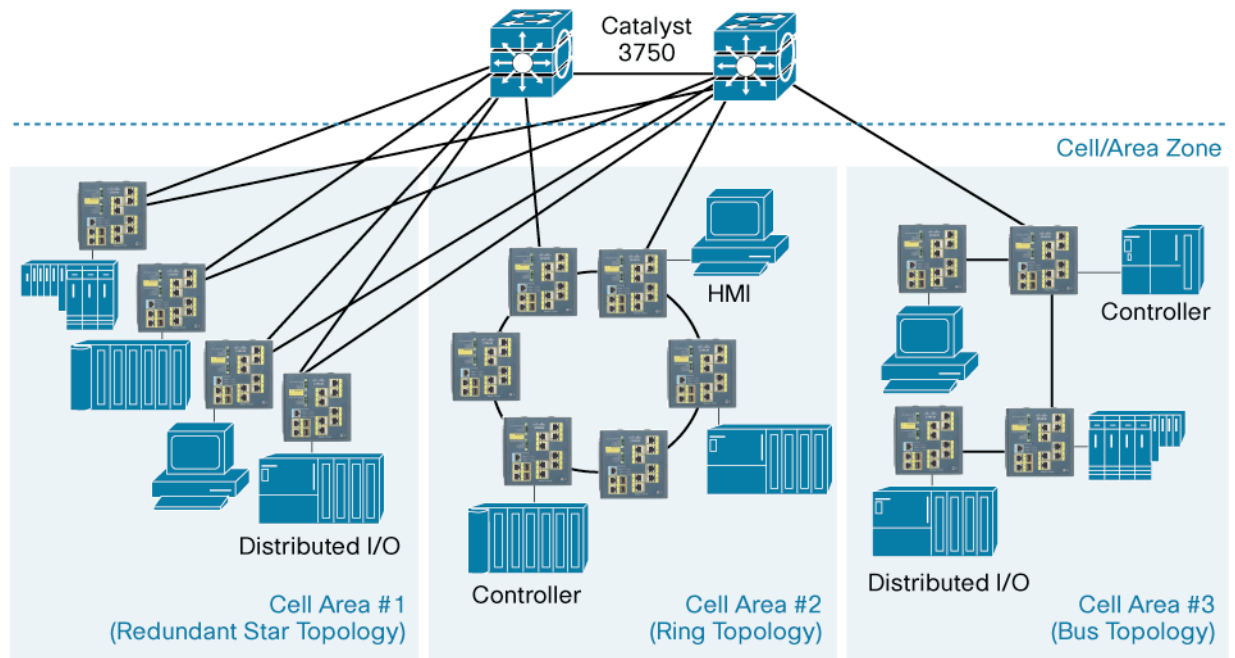 Catalyst
3750
Cell/Area Zone
HMI
Controller
Distributed I/O
Controller
Distributed I/O
Cell Area #1
(Redundant Star Topology)
Cell Area #2
(Ring Topology)
Cell Area #3
(Bus Topology)